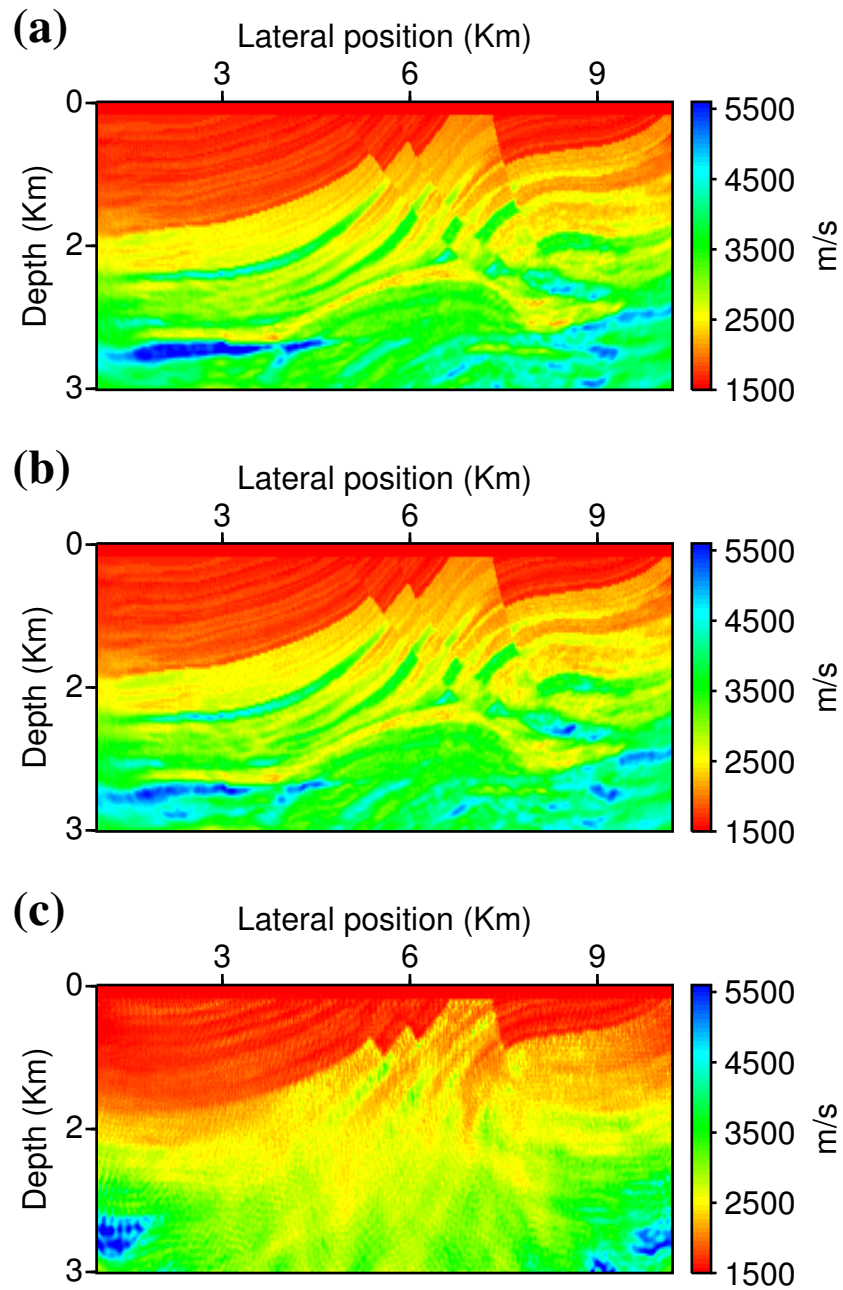 (a)
Lateral position (Km)
3 6 9
0
2
3
Depth (Km)
5500
4500
3500
2500
1500
m/s
(b)
Lateral position (Km)
3 6 9
0
2
3
Depth (Km)
5500
4500
3500
2500
1500
m/s
(c)
Lateral position (Km)
3 6 9
0
2
3
Depth (Km)
5500
4500
3500
2500
1500
m/s